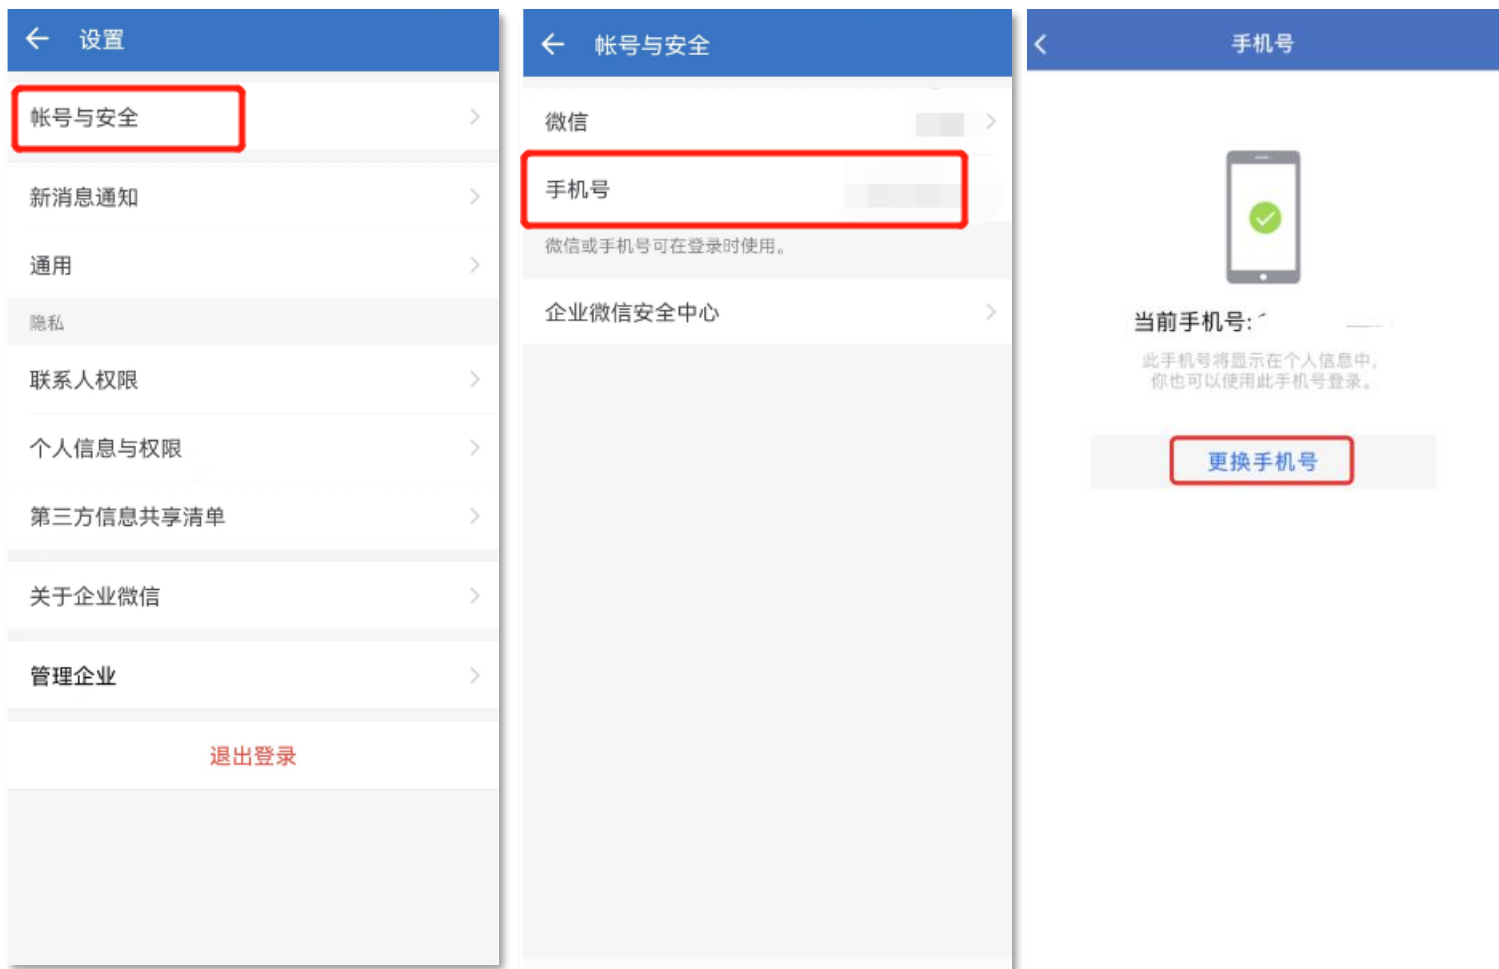 设置
帐号与安全
新消息通知
通用
隐私
联系人权限
个人信息与权限
第三方信息共享清单
关于企业微信
管理企业
退出登录
帐号与安全
微信
手机号
微信或手机号可在登录时使用。
企业微信安全中心
手机号
当前手机号:
此手机号将显示在个人信息中,
你也可以使用此手机号登录。
更换手机号